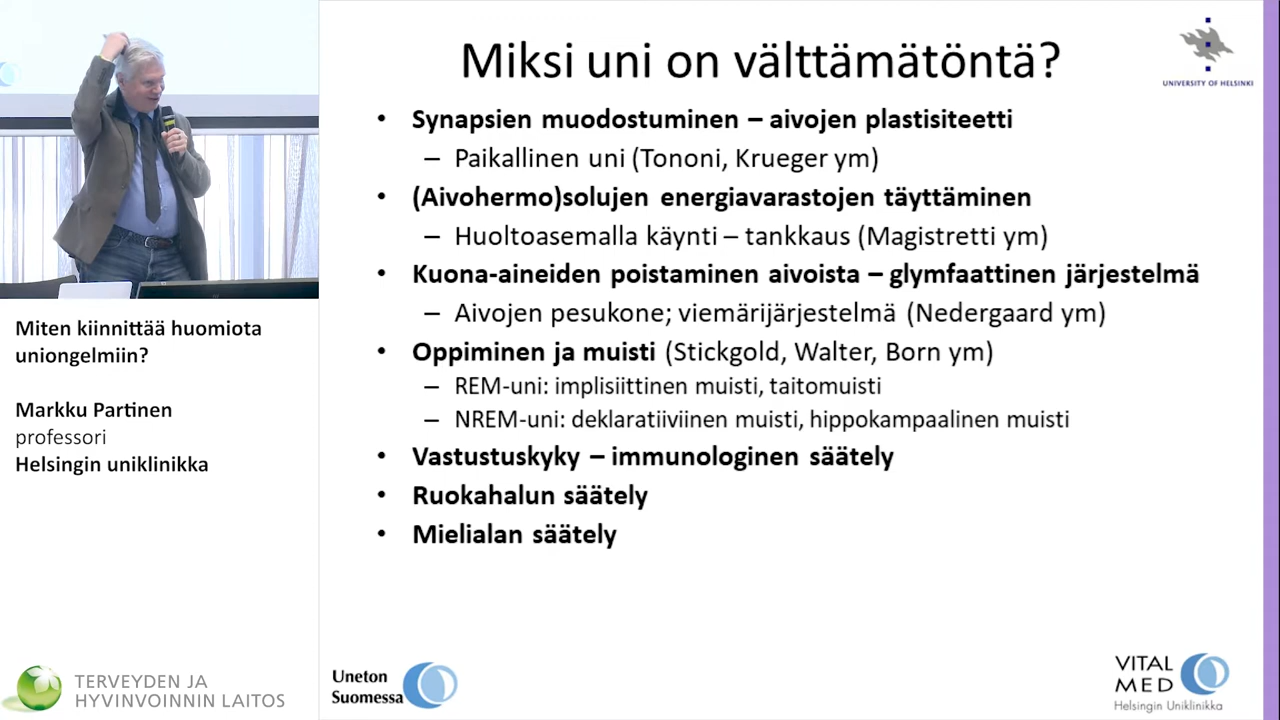 Miksi uni on välttämätöntä?
UNIVERSITY OF HELSINKI
• Synapsien muodostuminen – aivojen plastisiteetti
– Paikallinen uni (Tononi, Krueger ym)
• (Aivohermo)solujen energiavarastojen täyttäminen
– Huoltoasemalla käynti – tankkaus (Magistretti ym)
• Kuona-aineiden poistaminen aivoista – glymfaattinen järjestelmä
– Aivojen pesukone; viemärijärjestelmä (Nedergaard ym)
• Oppiminen ja muisti (Stickgold, Walter, Born ym)
– REM-uni: implisiittinen muisti, taitomuisti
– NREM-uni: deklaratiiviinen muisti, hippokampaalinen muisti
• Vastustuskyky – immunologinen säätely
• Ruokahalun säätely
• Mielialan säätely
Miten kiinnittää huomiota
uniongelmiin?
Markku Partinen
professori
Helsingin uniklinikka
TERVEYDEN JA
HYVINVOINNIN LAITOS
Uneton
Suomessa
VITAL
MED
Helsingin Uniklinikka